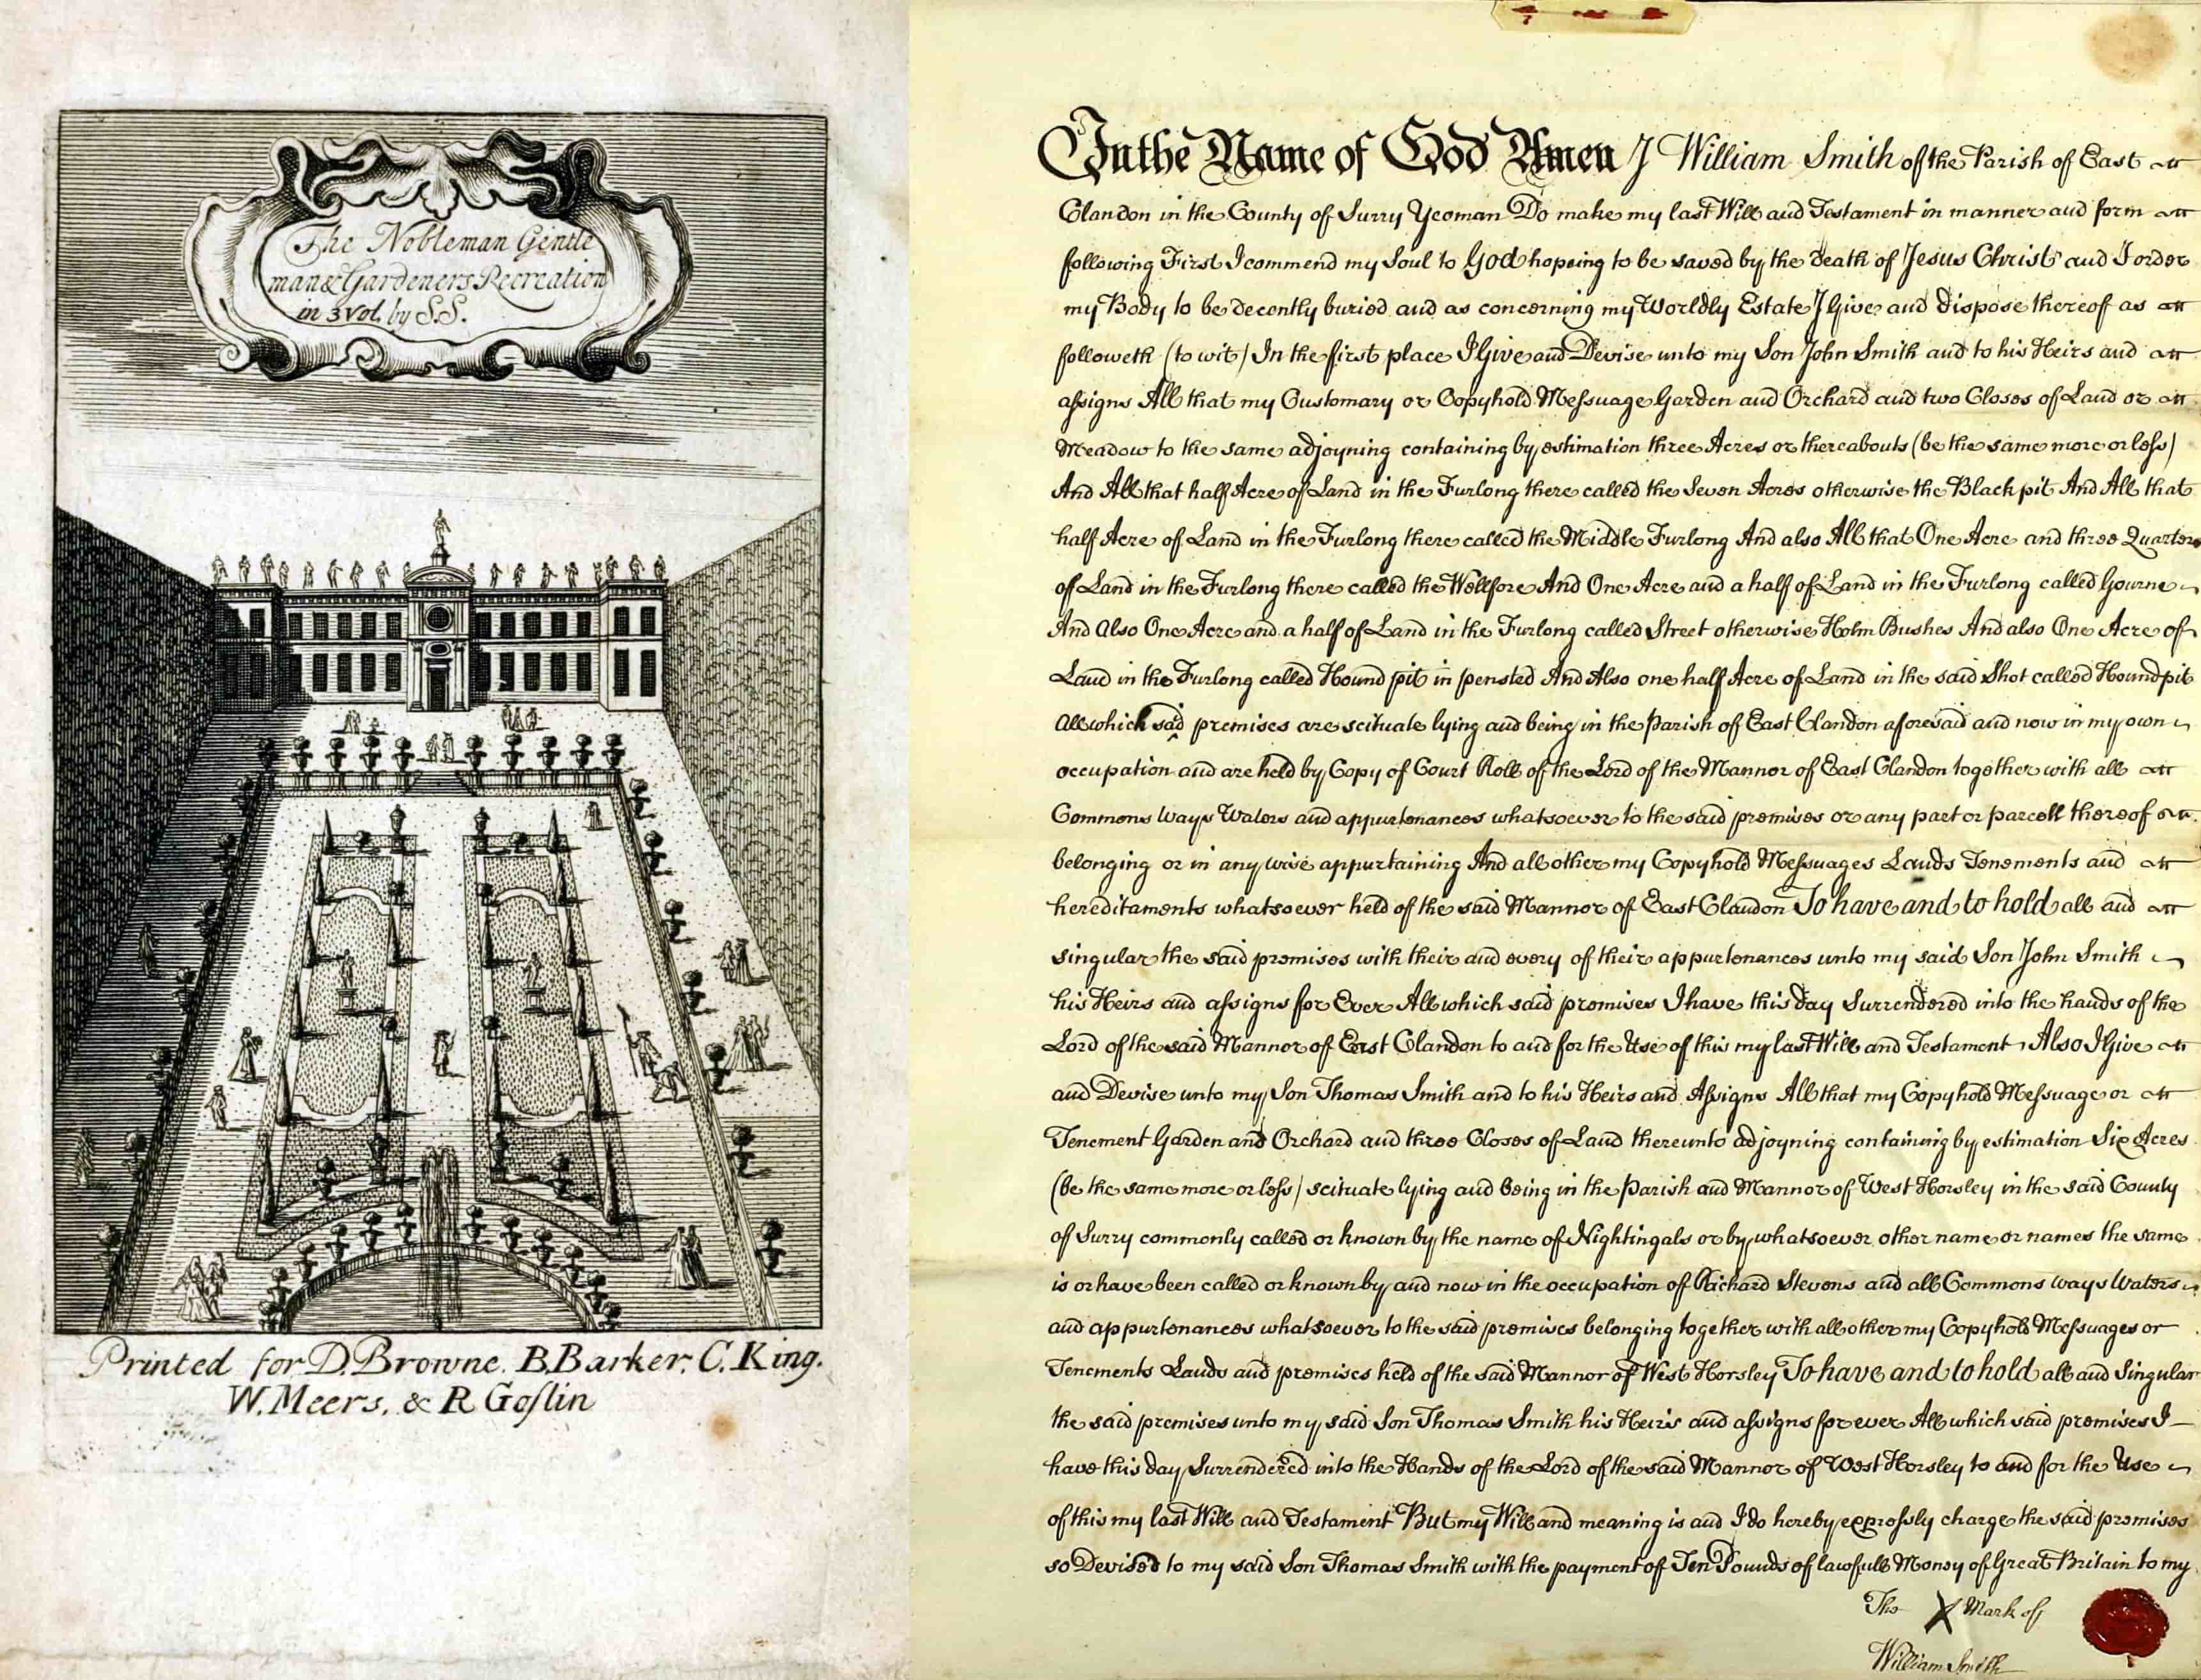 The Nobleman Gentle
man & Gardeners Recreation
in 3 Vol. by S.S.
Printed for D. Browne. B. Barker. C. King.
W. Meers, & R Goslin
In the Name of God Amen I William Smith of the Parish of East
Clandon in the County of Surry Yeoman Do make my last Will and Testament in manner and form
following First I commend my Soul to God hopeing to be saved by the death of Jesus Christ and I order
my Body to be decently buried and as concerning my Worldly Estate I Give and dispose thereof as
followeth (to wit) In the first place I Give and Devise unto my Son John Smith and to his Heirs and
assigns All that my Customary or Copyhold Messuage Garden and Orchard and two Closes of Land or
Meadow to the same adjoyning containing by estimation three Acres or thereabouts (be the same more or less)
And All that half Acre of Land in the Furlong there called the Seven Acres otherwise the Black pit And All that
half Acre of Land in the Furlong there called the Middle Furlong And also All that One Acre and three Quarters
of Land in the Furlong there called the Wellfore And One Acre and a half of Land in the Furlong called Gourne
And Also One Acre and a half of Land in the Furlong called Street otherwise Holm Bushes And also One Acre of
Land in the Furlong called Hound pit in pensted And Also one half Acre of Land in the said Shot called Houndpit
All which said premises are scituate lying and being in the Parish of East Clandon aforesaid and now in my own
occupation and are held by Copy of Court Roll of the Lord of the Mannor of East Clandon together with all
Commons ways Waters and appurtenances whatsoever to the said premises or any part or parcell thereof
belonging or in any wise appurtaining And all other my Copyhold Messuages Lands Tenements and
hereditaments whatsoever held of the said Mannor of East Clandon To have and to hold all and
singular the said premises with their and every of their appurtenances unto my said Son John Smith
his Heirs and assigns for Ever All which said premises I have this day Surrendered into the hands of the
Lord of the said Mannor of East Clandon to and for the Use of this my last Will and Testament Also I Give
and Devise unto my Son Thomas Smith and to his Heirs and Assigns All that my Copyhold Messuage or
Tenement Garden and Orchard and three Closes of Land thereunto adjoyning containing by estimation Six Acres
(be the same more or less) scituate lying and being in the Parish and Mannor of West Horsley in the said County
of Surry commonly called or known by the name of Nightingals or by whatsoever other name or names the same
is or have been called or known by and now in the occupation of Richard Stevens and all Commons ways Waters
and appurtenances whatsoever to the said premises belonging together with all other my Copyhold Messuages or
Tenements Lands and premises held of the said Mannor of West Horsley To have and to hold all and Singular
the said premises unto my said Son Thomas Smith his Heirs and assigns for ever All which said premises I
have this day Surrendered into the Hands of the Lord of the said Mannor of West Horsley to and for the Use
of this my last Will and Testament But my Will and meaning is and I do hereby expressly charge the said premises
so Devised to my said Son Thomas Smith with the payment of Ten Pounds of lawfull Money of Great Britain to my
The X Mark of
William Smith